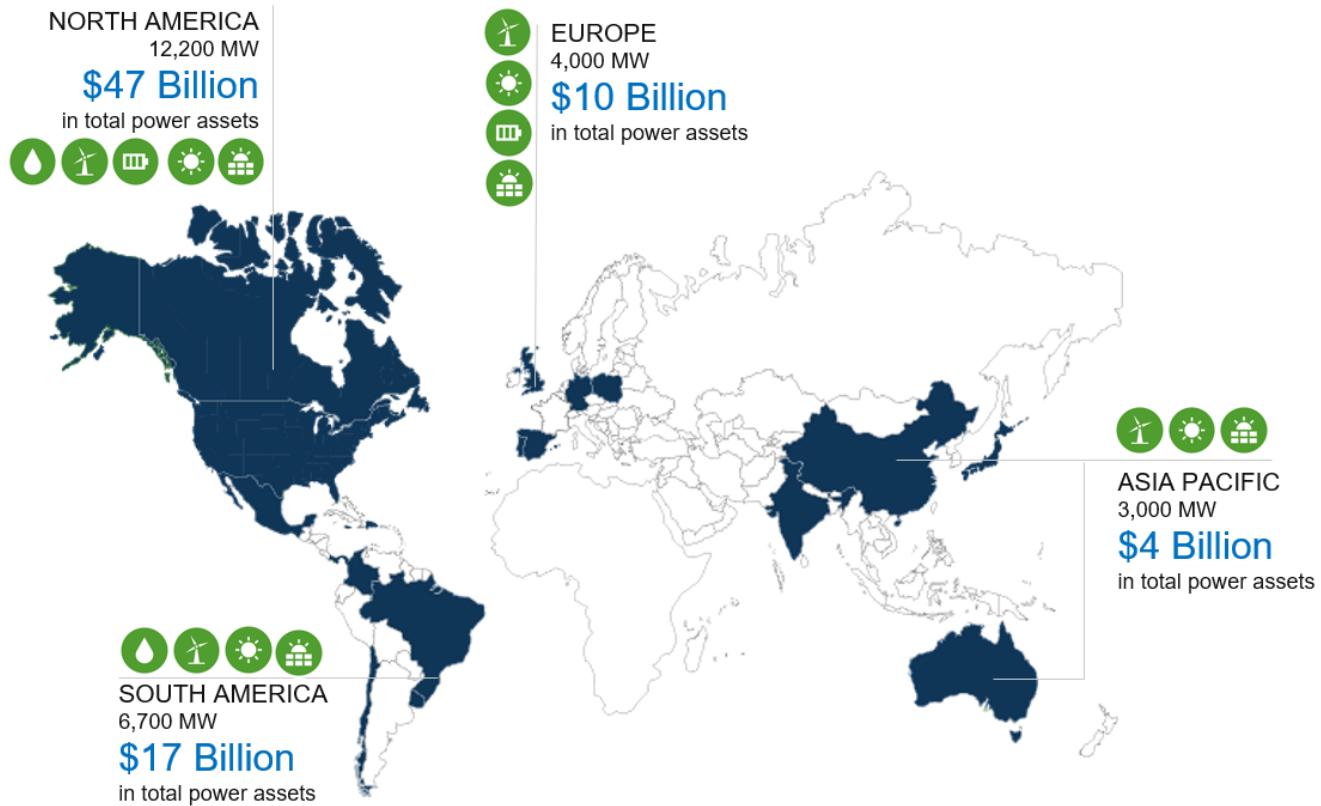 NORTH AMERICA
12,200 MW
$47 Billion
in total power assets
EUROPE
4,000 MW
$10 Billion
in total power assets
ASIA PACIFIC
3,000 MW
$4 Billion
in total power assets
SOUTH AMERICA
6,700 MW
$17 Billion
in total power assets